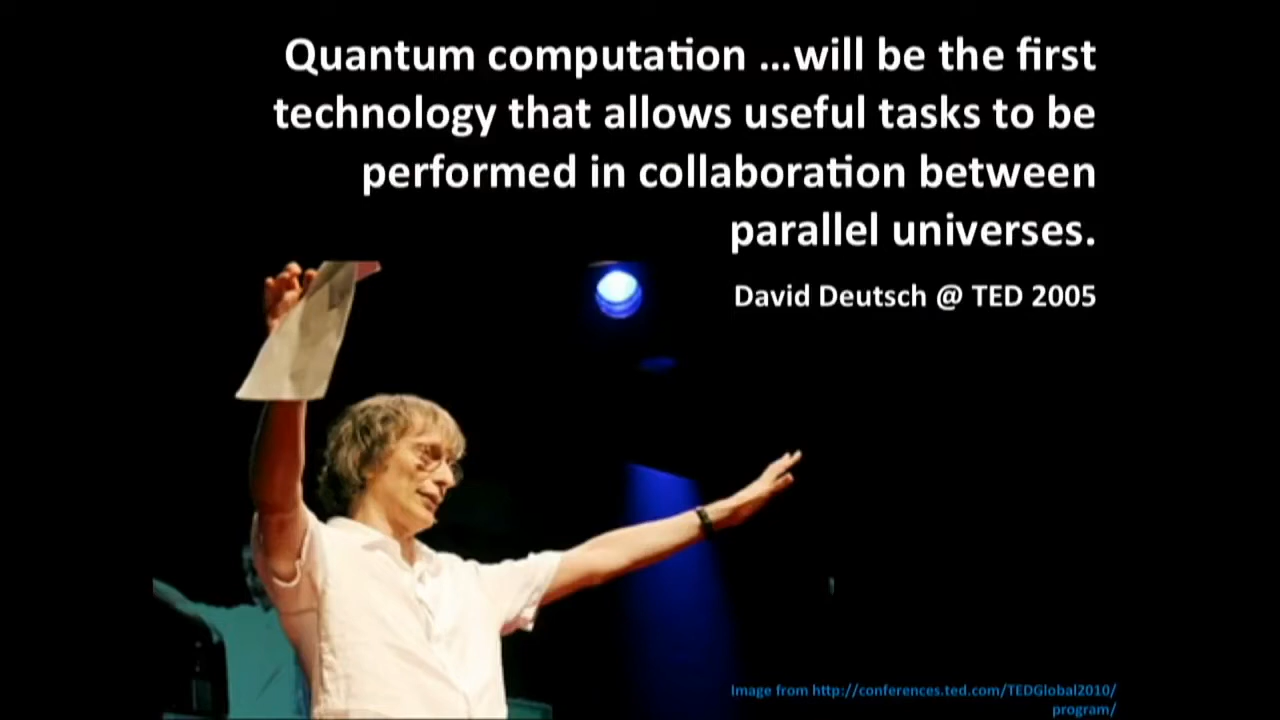 Quantum computation ...will be the first
technology that allows useful tasks to be
performed in collaboration between
parallel universes.
David Deutsch @ TED 2005
Image from http://conferences.ted.com/TEDGlobal2010/
program/